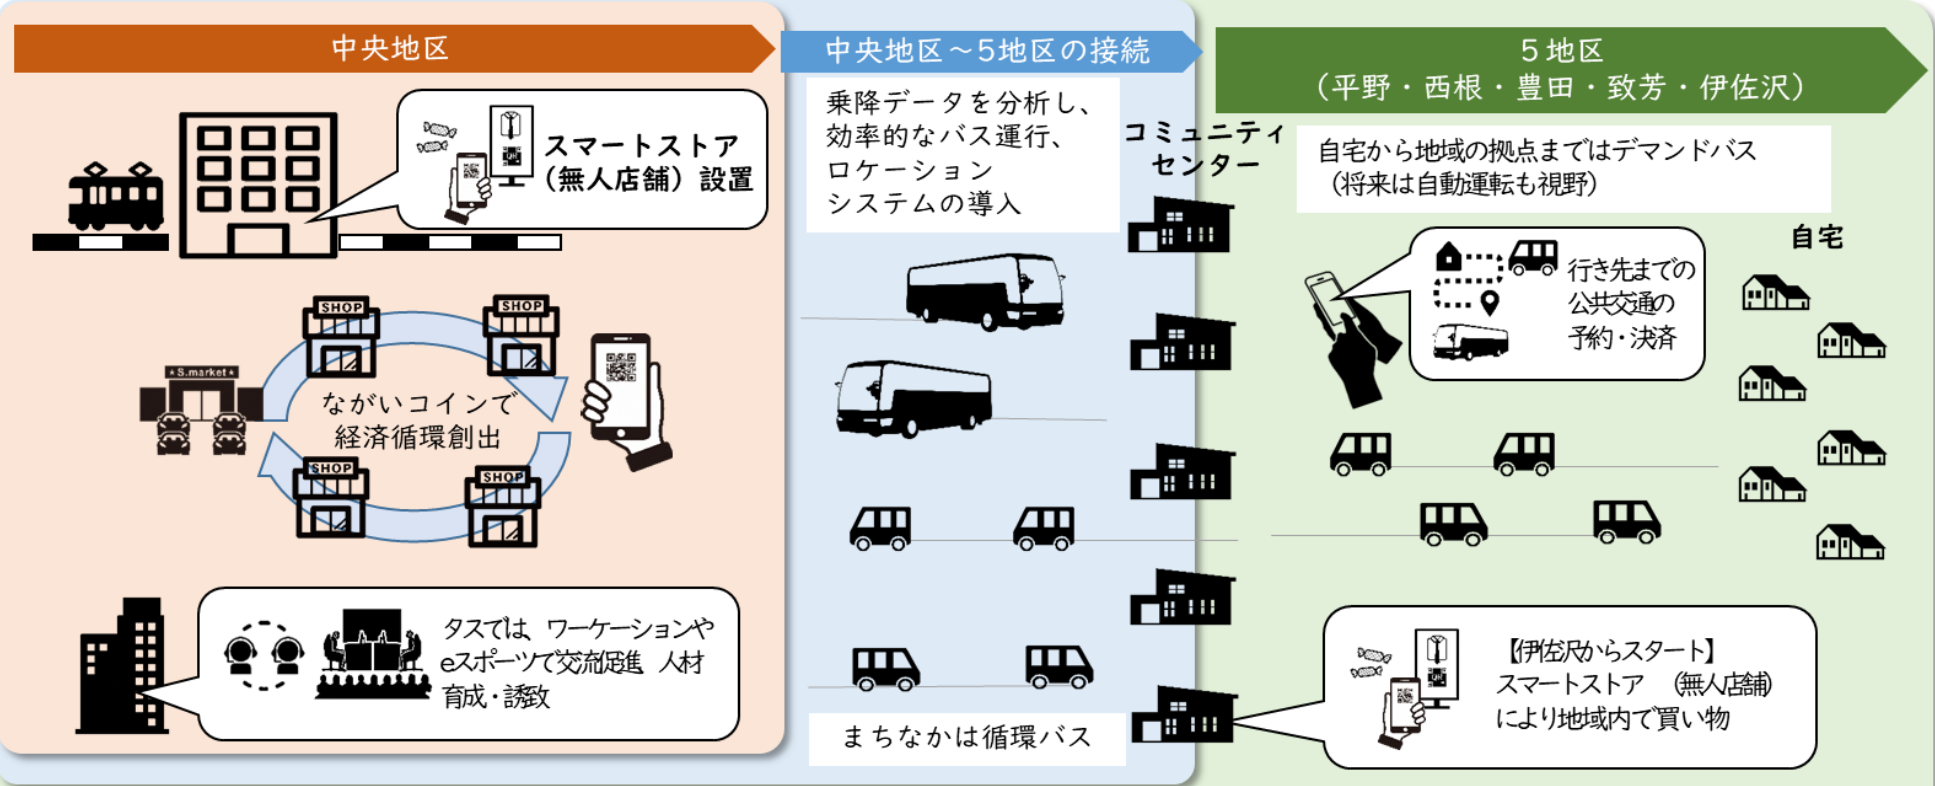 中央地区
スマートストア
（無人店舗）設置
SHOP
SHOP
S.market
ながいコインで
経済循環創出
SHOP
SHOP
タスでは、ワーケーションや
eスポーツで交流促進、人材
育成・誘致
中央地区～5地区の接続
乗降データを分析し、
効率的なバス運行、
ロケーション
システムの導入
まちなかは循環バス
コミュニティ
センター
５地区
（平野・西根・豊田・致芳・伊佐沢）
自宅から地域の拠点まではデマンドバス
（将来は自動運転も視野）
自宅
行き先までの
公共交通の
予約・決済
【伊佐沢からスタート】
スマートストア　（無人店舗）
により地域内で買い物